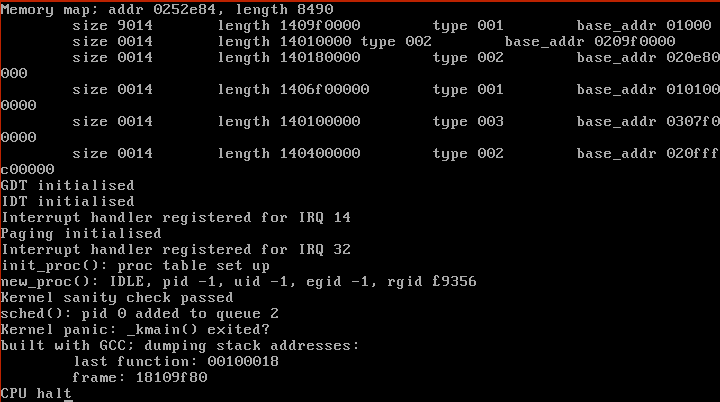 Memory map; addr 0252e84, length 8490
size 9014 length 1409f0000 type 001 base_addr 01000
size 0014 length 14010000 type 002 base_addr 0209f0000
size 0014 length 140180000 type 002 base_addr 020e80
000
size 0014 length 1406f00000 type 001 base_addr 010100
0000
size 0014 length 140100000 type 003 base_addr 0307f0
0000
size 0014 length 140400000 type 002 base_addr 020fff
c00000
GDT initialised
IDT initialised
Interrupt handler registered for IRQ 14
Paging initialised
Interrupt handler registered for IRQ 32
init_proc(): proc table set up
new_proc(): IDLE, pid -1, uid -1, egid -1, rgid f9356
Kernel sanity check passed
sched(): pid 0 added to queue 2
Kernel panic: _kmain() exited?
built with GCC; dumping stack addresses:
last function: 00100018
frame: 18109f80
CPU halt